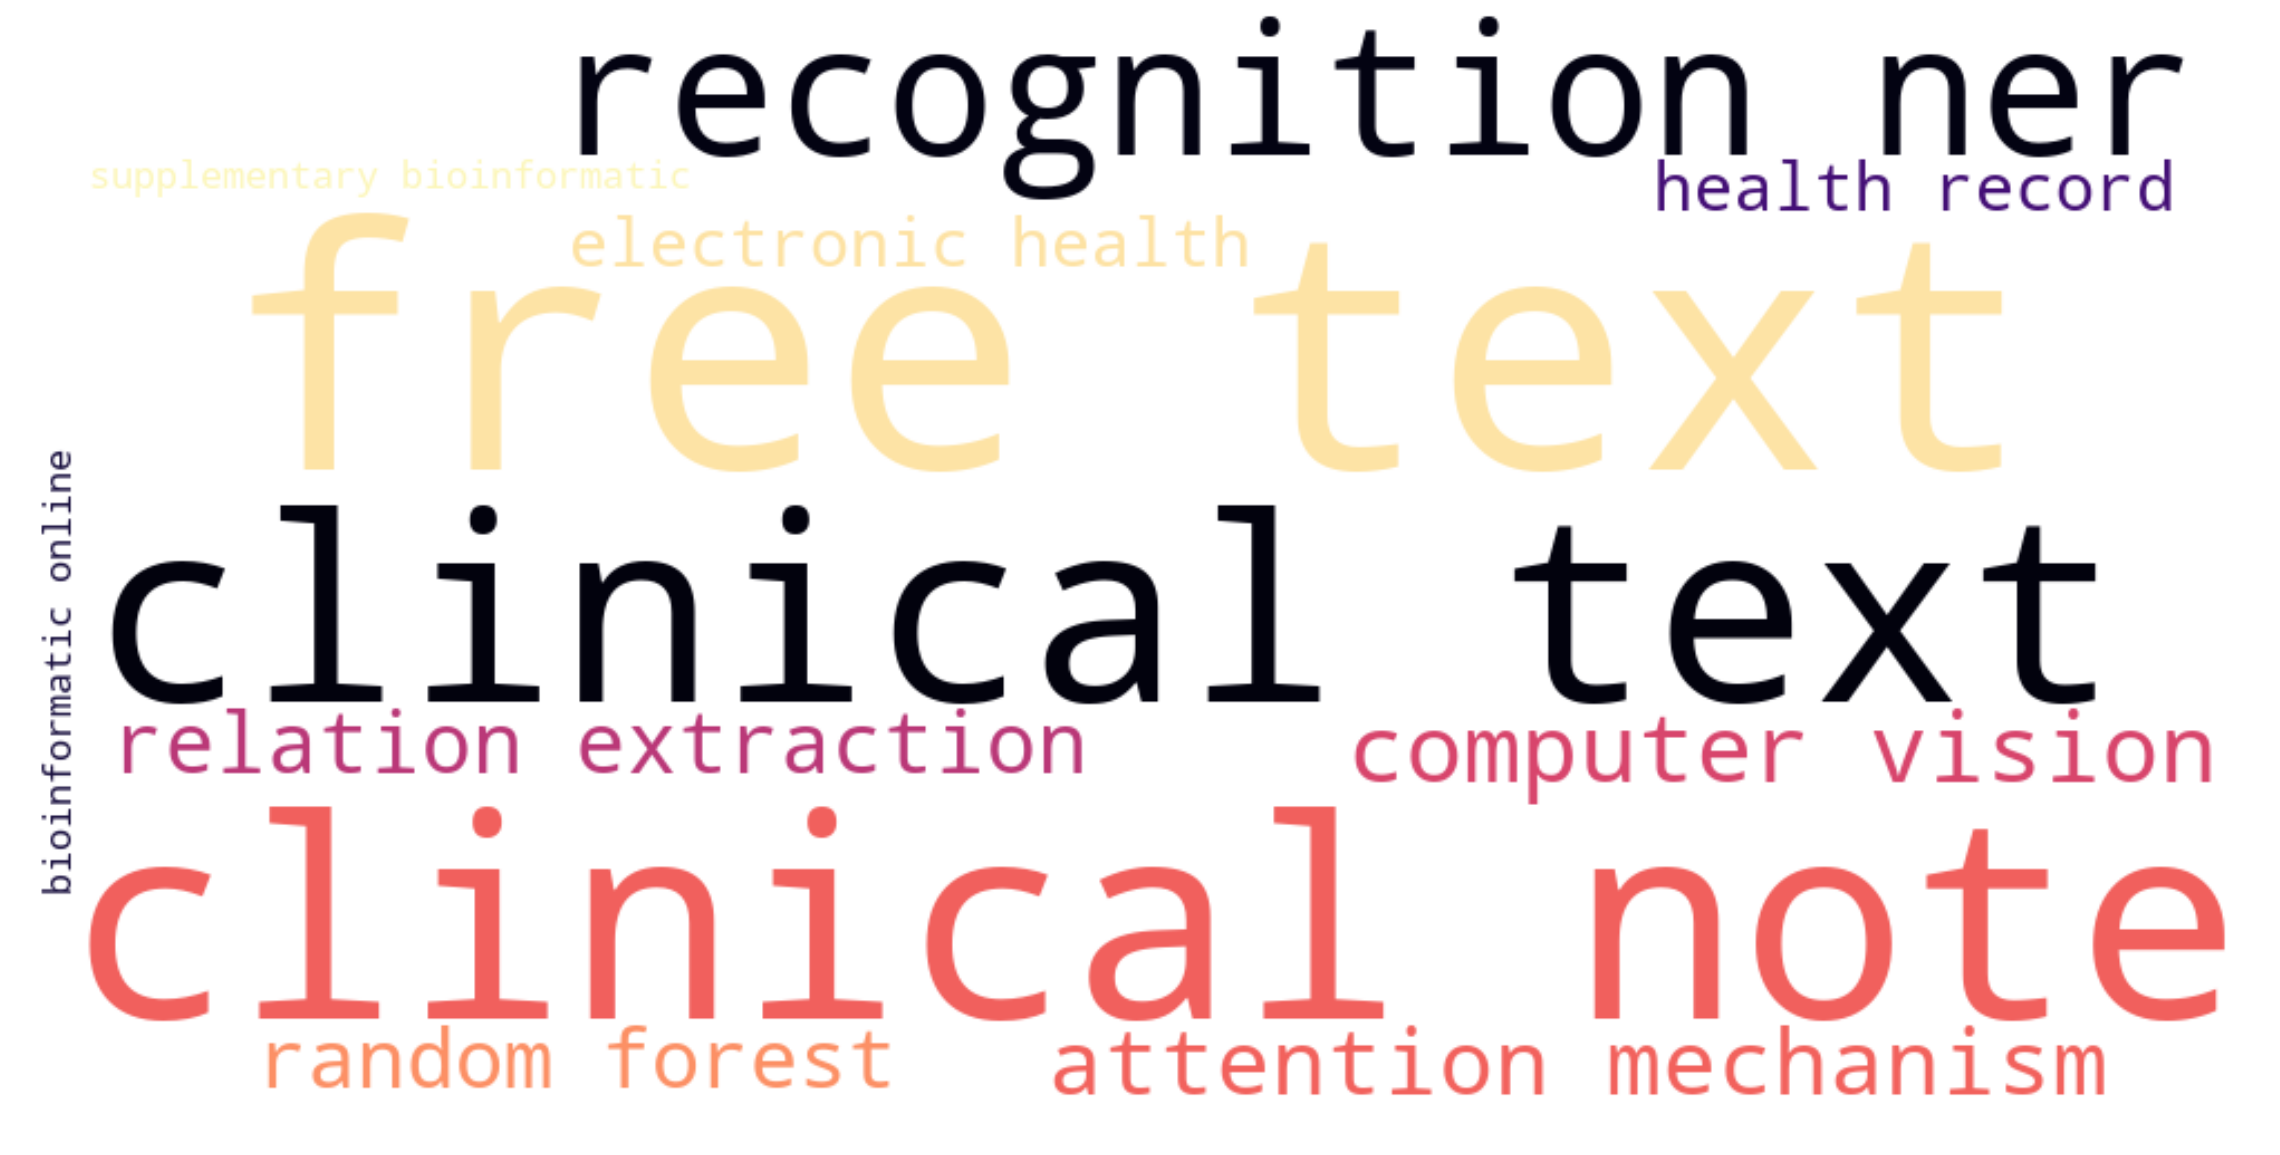 recognition ner
supplementary bioinformatic
health record
electronic health
free text
bioinformatic online
clinical text
relation extraction
computer vision
clinical note
random forest
attention mechanism